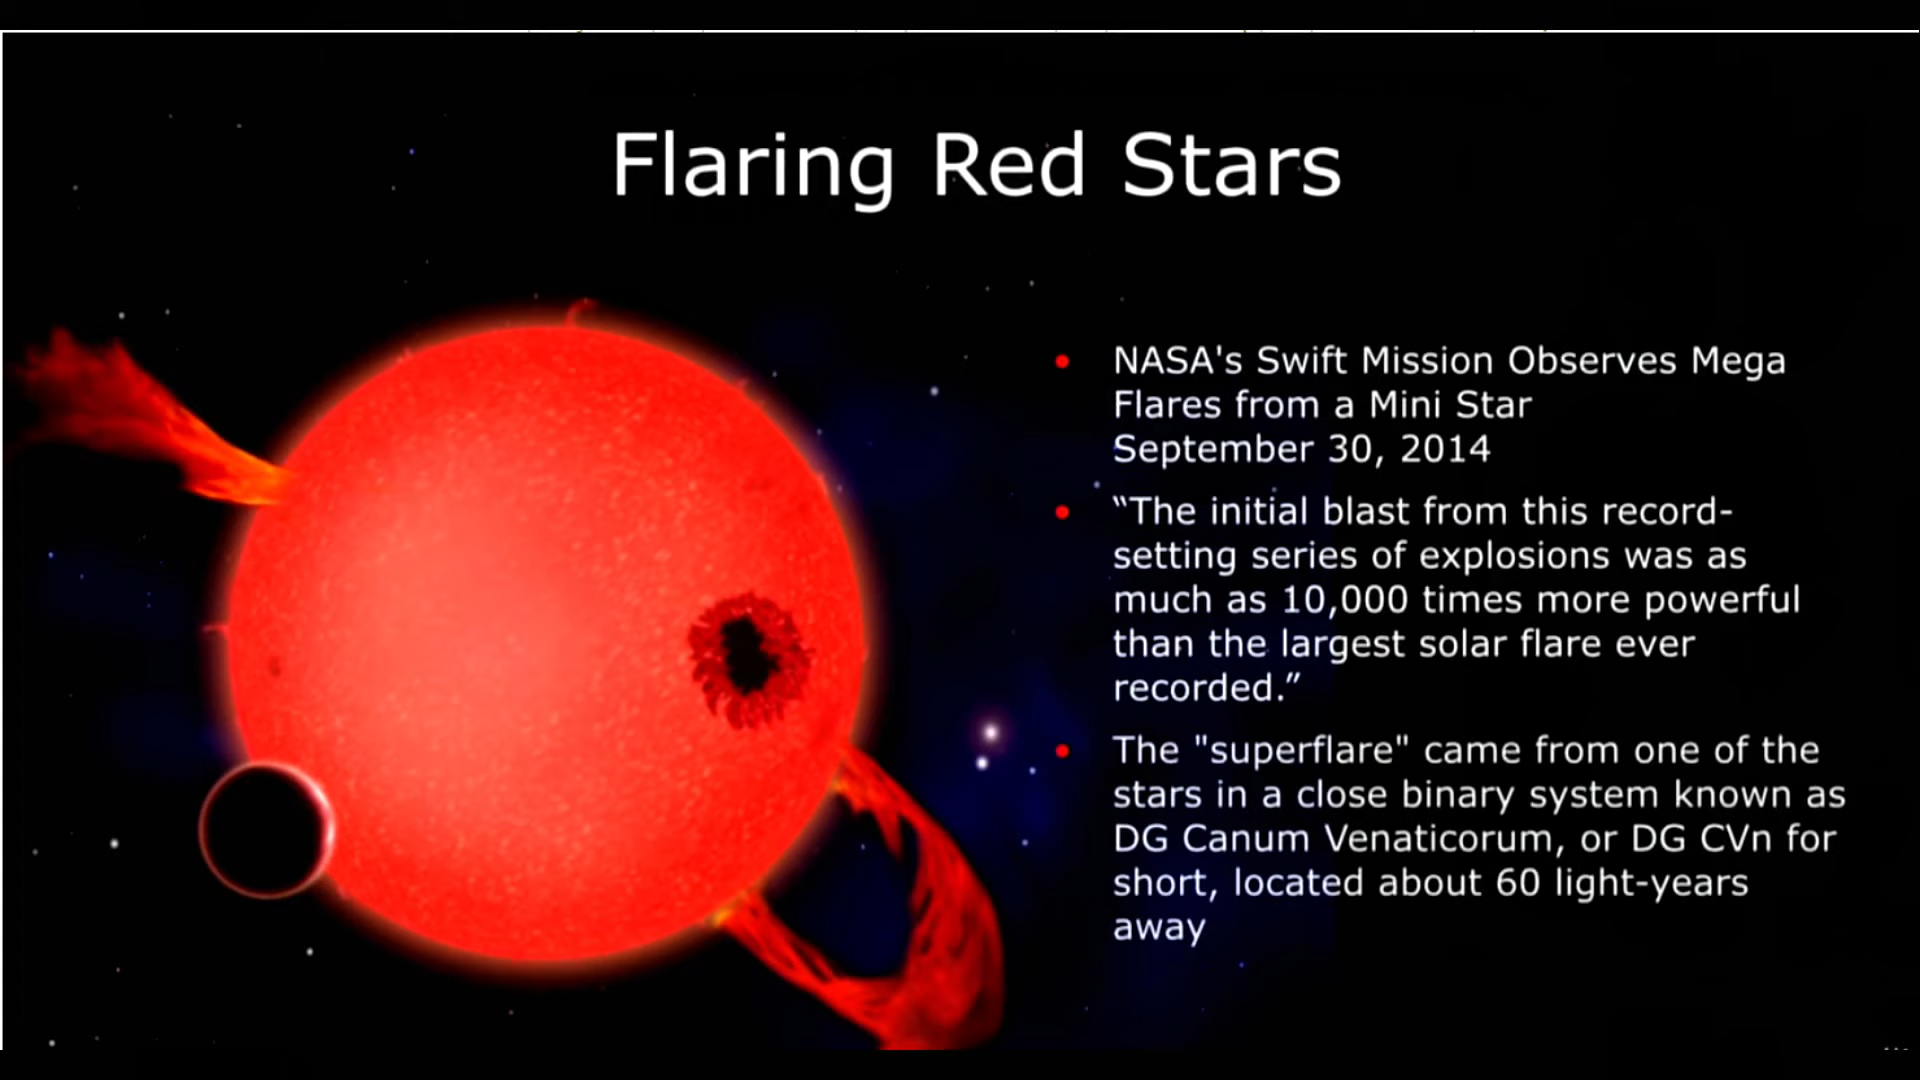 Flaring Red Stars
NASA's Swift Mission Observes Mega
Flares from a Mini Star
September 30, 2014
“The initial blast from this record-
setting series of explosions was as
much as 10,000 times more powerful
than the largest solar flare ever
recorded.”
The "superflare" came from one of the
stars in a close binary system known as
DG Canum Venaticorum, or DG CVn for
short, located about 60 light-years
away